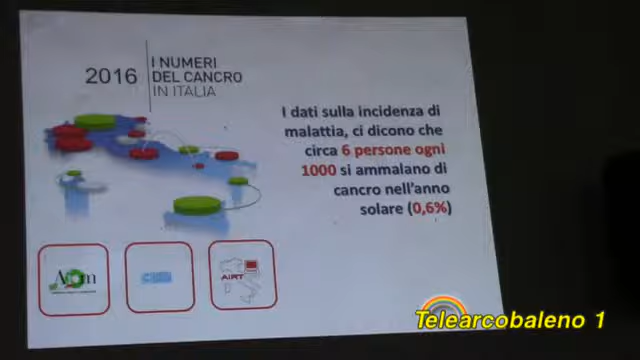 2016
I NUMERI
DEL CANCRO
IN ITALIA
I dati sulla incidenza di
malattia, ci dicono che
circa 6 persone ogni
1000 si ammalano di
cancro nell'anno
solare (0,6%)
AIRT
Telearcobaleno 1